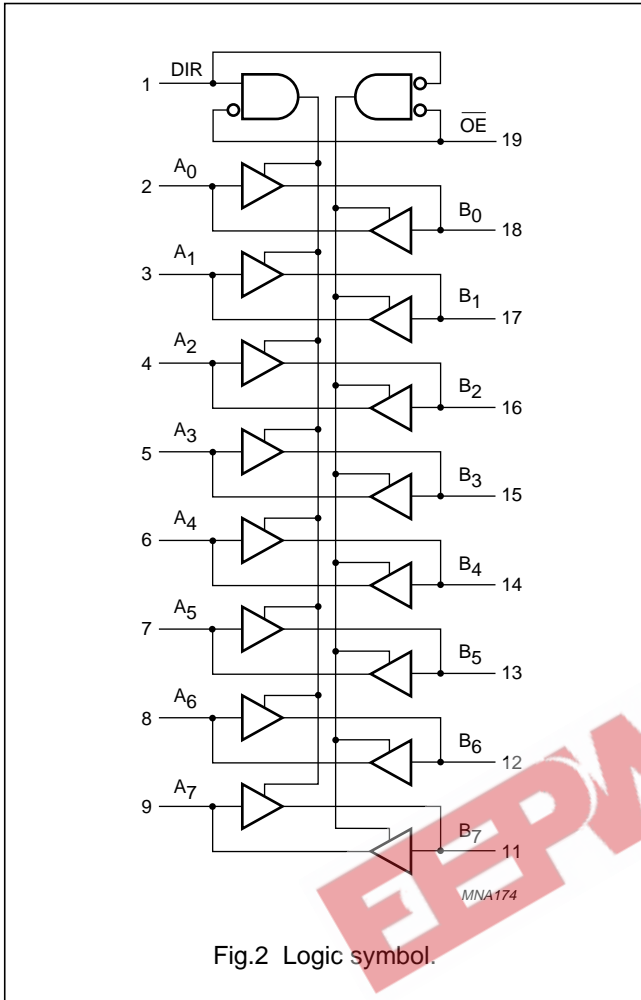 1 DIR
OE 19
2 A0
B0 18
3 A1
B1 17
4 A2
B2 16
5 A3
B3 15
6 A4
B4 14
7 A5
B5 13
8 A6
B6 12
9 A7
B7 11
MNA174
EEPW
Fig.2 Logic symbol.